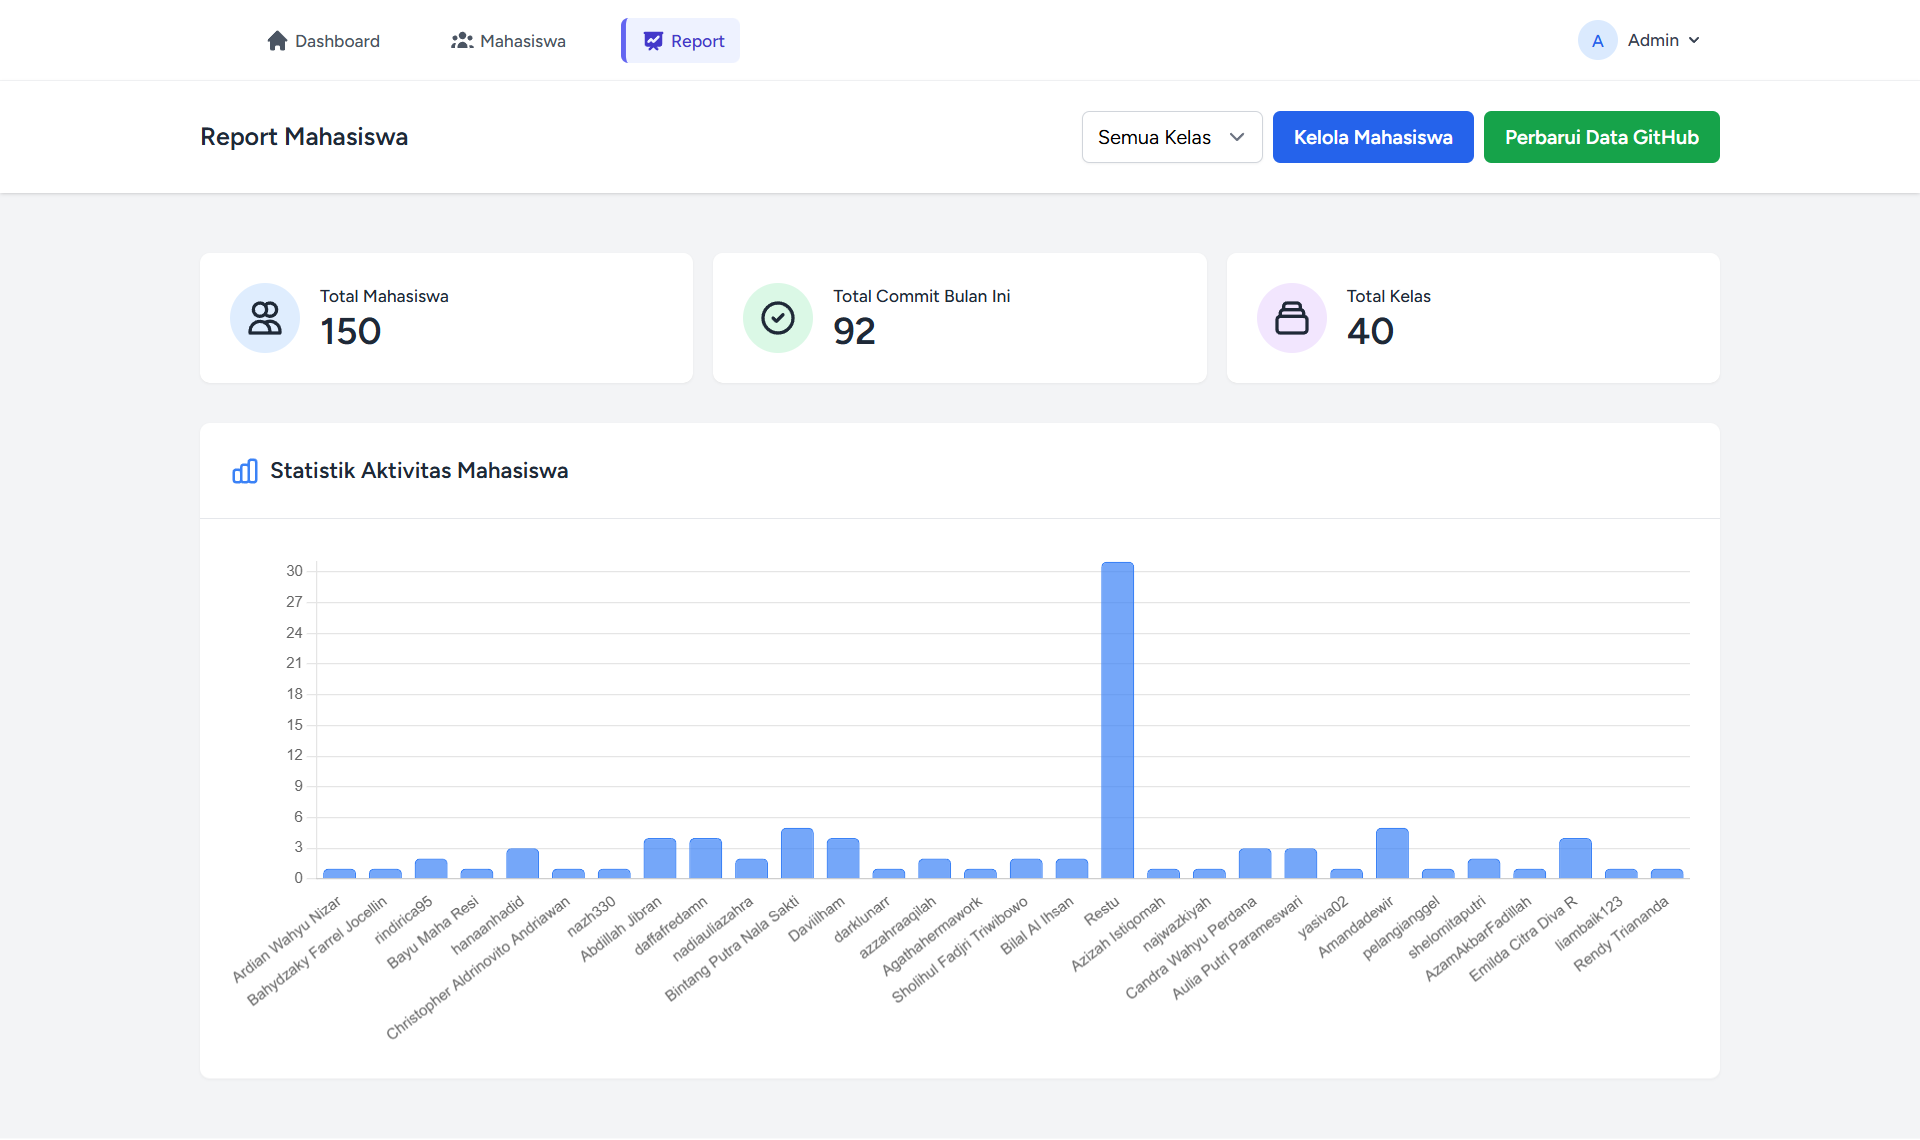 Dashboard
Mahasiswa
Report
A
Admin
Report Mahasiswa
Semua Kelas
Kelola Mahasiswa
Perbarui Data GitHub
Total Mahasiswa
150
Total Commit Bulan Ini
92
Total Kelas
40
Statistik Aktivitas Mahasiswa
30
27
24
21
18
15
12
9
6
3
0
Ardian Wahyu Nizar
Bahydzaky Farrel Jocellin
rindirica95
Bayu Maha Resi
hanaanhadid
Christopher Aldrinovito Andriawan
nazh330
Abdillah Jibran
daffafredamn
nadiauliazahra
Bintang Putra Nala Sakti
Daviilham
darklunarr
azzahraaqilah
Agathahermawork
Sholihul Fadjri Triwibowo
Bilal Al Ihsan
Restu
Azizah Istiqomah
najwazkiyah
Candra Wahyu Perdana
Aulia Putri Parameswari
yasiva02
Amandadewir
pelangianggel
shelomitaputri
AzamAkbarFadillah
Emilda Citra Diva R
liambaik123
Rendy Triananda